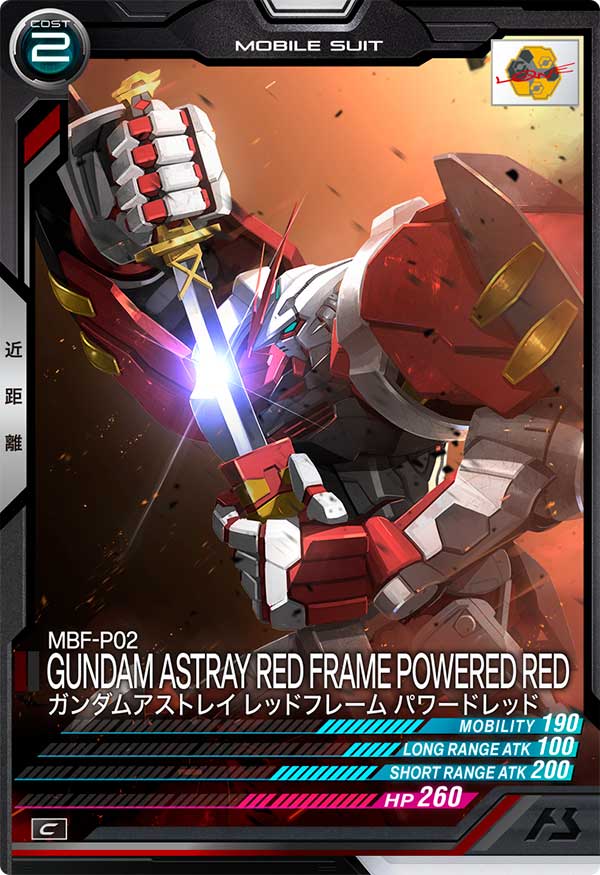 COST
2
MOBILE SUIT
近距離
MBF-P02
GUNDAM ASTRAY RED FRAME POWERED RED
ガンダムアストレイ レッドフレーム パワードレッド
MOBILITY 190
LONG RANGE ATK 100
SHORT RANGE ATK 200
HP 260
C